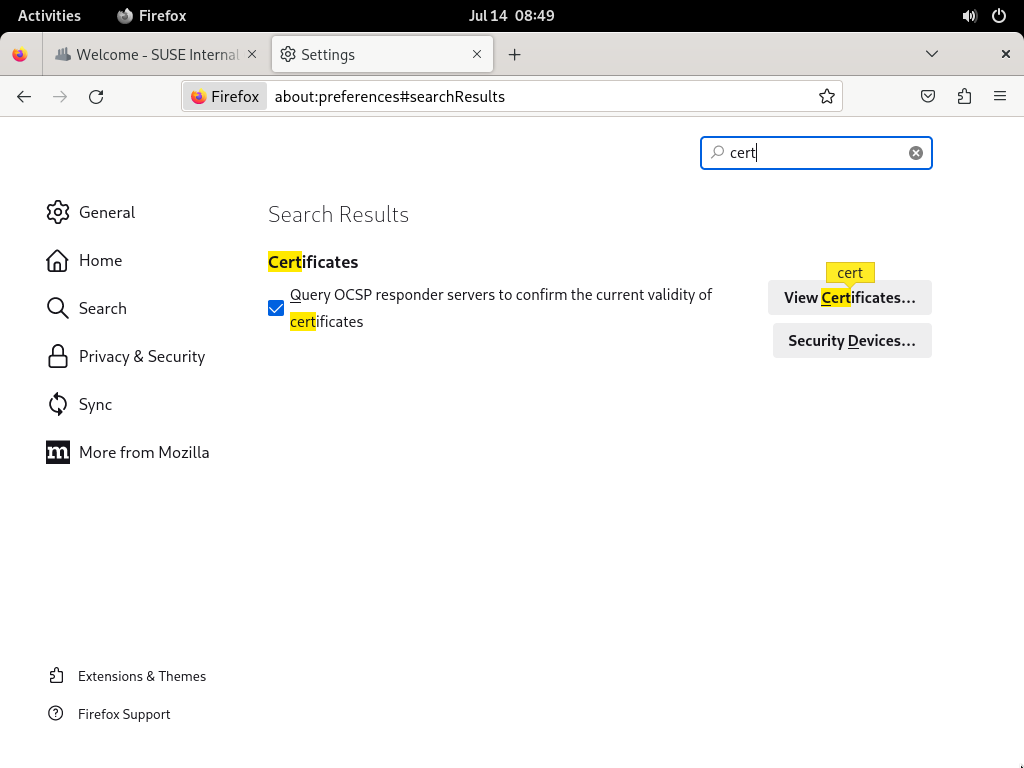 Activities Firefox Jul 14 08:49
Welcome - SUSE Internal Settings
Firefox about:preferences#searchResults
cert
General
Home
Search
Privacy & Security
Sync
m More from Mozilla
Search Results
Certificates
Query OCSP responder servers to confirm the current validity of
certificates
cert
View Certificates...
Security Devices...
Extensions & Themes
Firefox Support